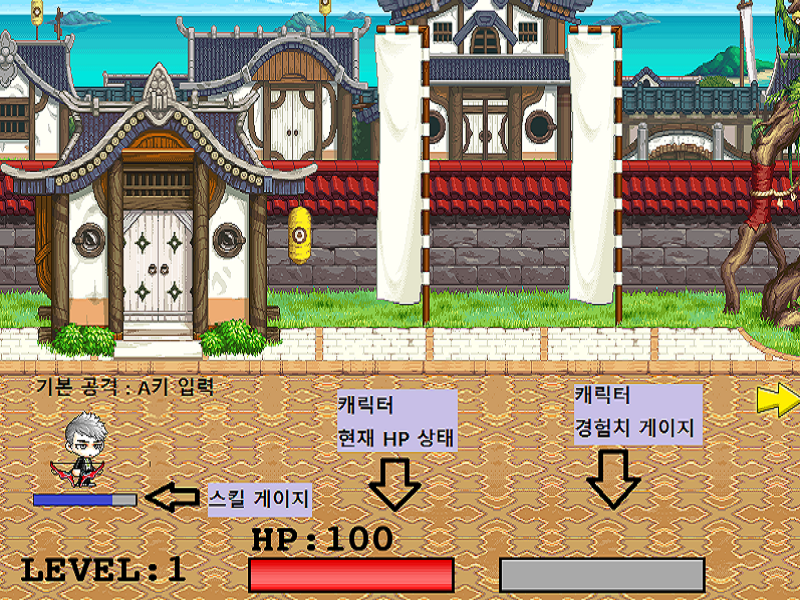 기본 공격 : A키 입력
캐릭터
현재 HP 상태
캐릭터
경험치 게이지
스킬 게이지
HP:100
LEVEL:1